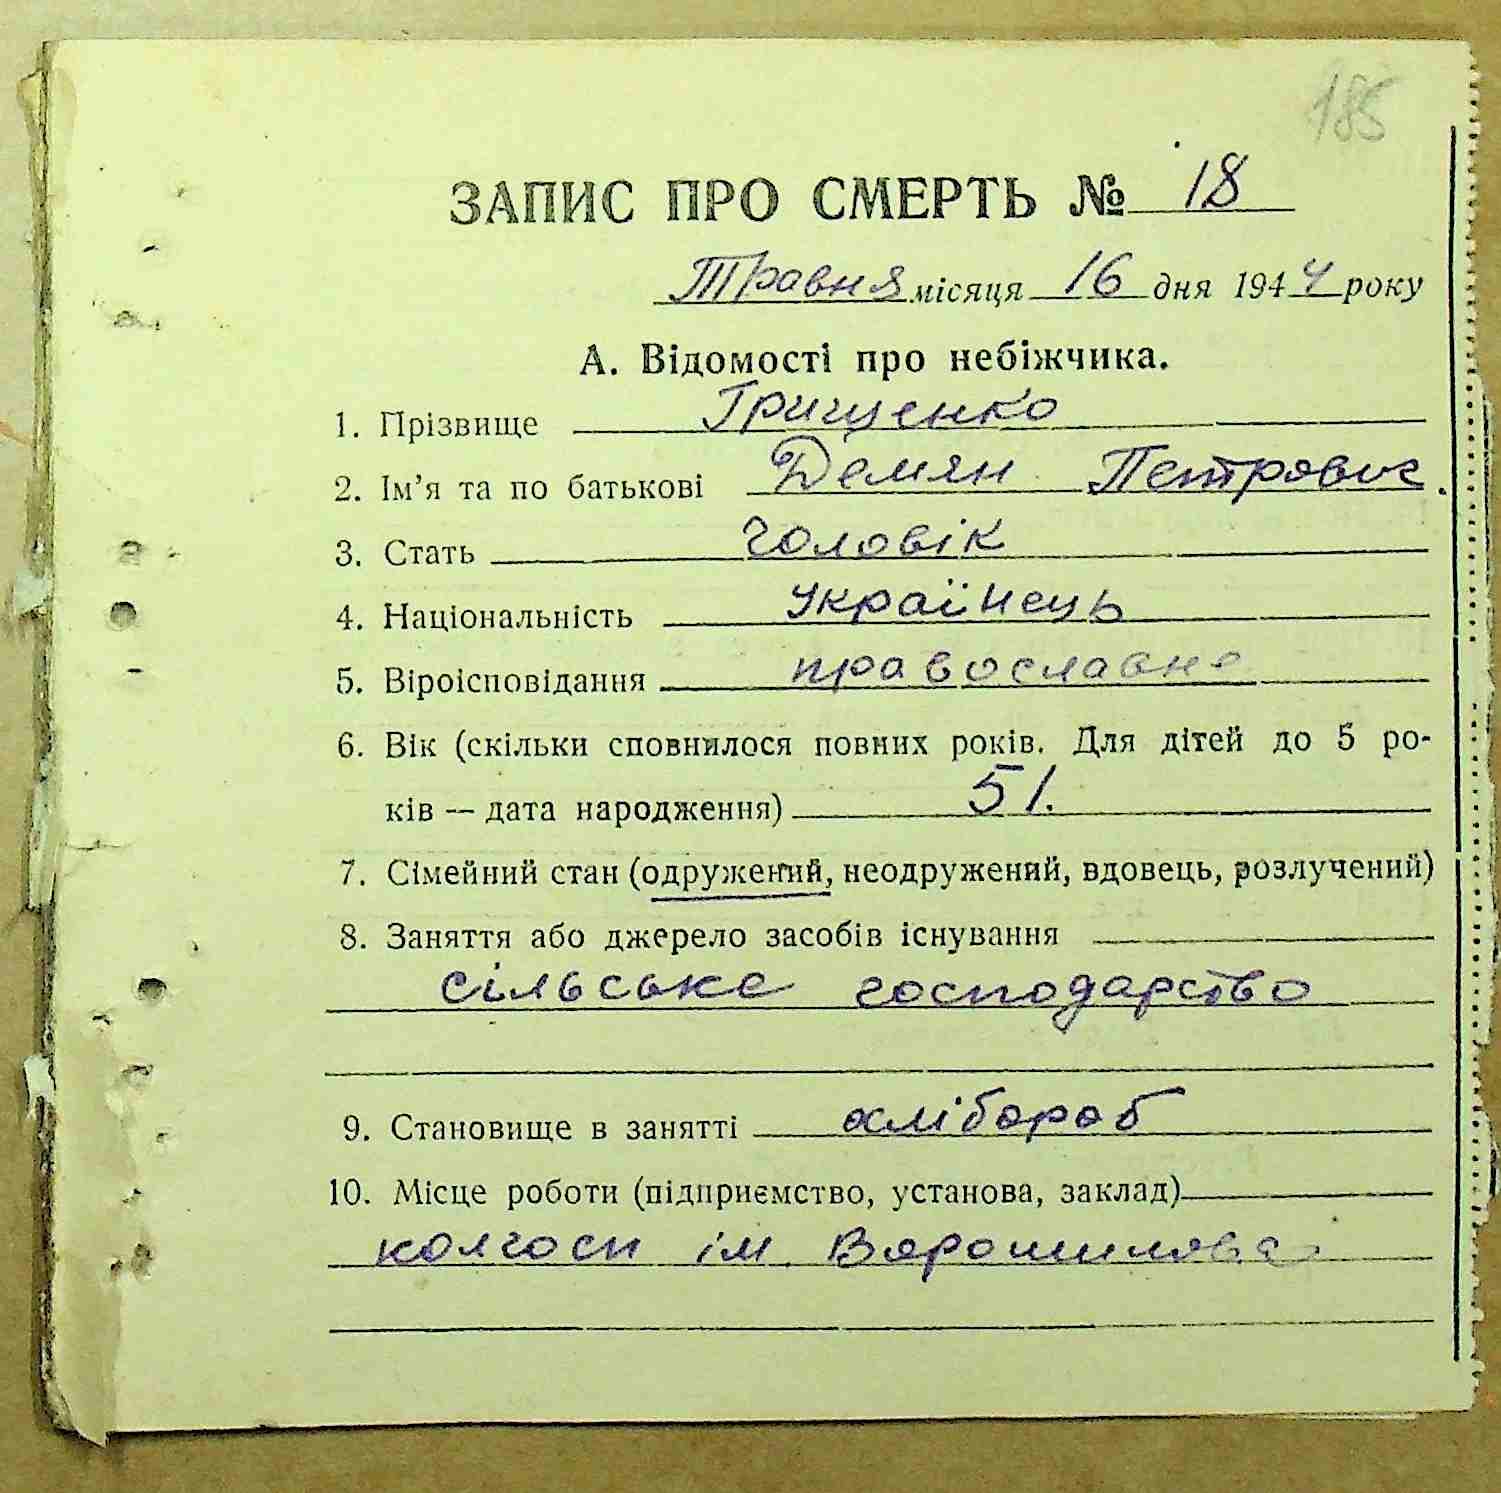 185
ЗАПИС ПРО СМЕРТЬ № 18
Травня місяця 16 дня 1944 року
А. Відомості про небіжчика.
1. Прізвище Грищенко
2. Ім'я та по батькові Демян Петрович.
3. Стать чоловік
4. Національність українець
5. Віроісповідання православне
6. Вік (скільки сповнилося повних років. Для дітей до 5 ро-
ків — дата народження) 51.
7. Сімейний стан (одружений, неодружений, вдовець, розлучений)
8. Заняття або джерело засобів існування
сільське господарство
9. Становище в занятті хлібороб
10. Місце роботи (підприємство, установа, заклад)
колгосп ім. Ворошилова